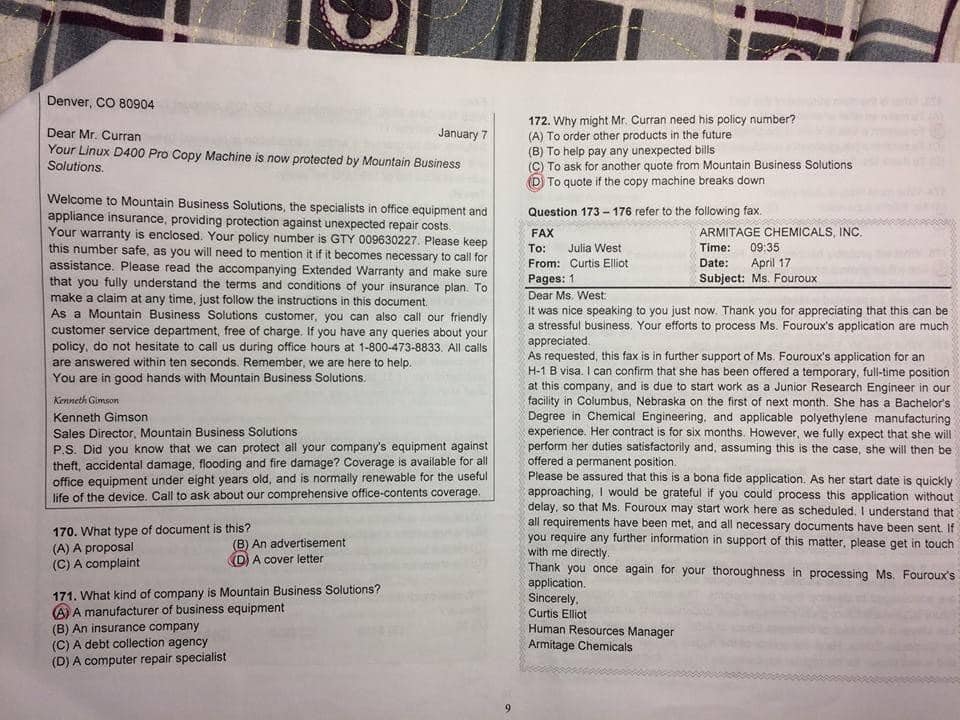 Denver, CO 80904
Dear Mr. Curran January 7
Your Linux D400 Pro Copy Machine is now protected by Mountain Business
Solutions.
Welcome to Mountain Business Solutions, the specialists in office equipment and
appliance insurance, providing protection against unexpected repair costs.
Your warranty is enclosed. Your policy number is GTY 009630227. Please keep
this number safe, as you will need to mention it if it becomes necessary to call for
assistance. Please read the accompanying Extended Warranty and make sure
that you fully understand the terms and conditions of your insurance plan. To
make a claim at any time, just follow the instructions in this document.
As a Mountain Business Solutions customer, you can also call our friendly
customer service department, free of charge. If you have any queries about your
policy, do not hesitate to call us during office hours at 1-800-473-8833. All calls
are answered within ten seconds. Remember, we are here to help.
You are in good hands with Mountain Business Solutions.
Kenneth Gimson
Kenneth Gimson
Sales Director, Mountain Business Solutions
P.S. Did you know that we can protect all your company's equipment against
theft, accidental damage, flooding and fire damage? Coverage is available for all
office equipment under eight years old, and is normally renewable for the useful
life of the device. Call to ask about our comprehensive office-contents coverage.
170. What type of document is this?
(A) A proposal (B) An advertisement
(C) A complaint (D) A cover letter
171. What kind of company is Mountain Business Solutions?
(A) A manufacturer of business equipment
(B) An insurance company
(C) A debt collection agency
(D) A computer repair specialist
172. Why might Mr. Curran need his policy number?
(A) To order other products in the future
(B) To help pay any unexpected bills
(C) To ask for another quote from Mountain Business Solutions
(D) To quote if the copy machine breaks down
Question 173 – 176 refer to the following fax.
FAX ARMITAGE CHEMICALS, INC.
To: Julia West Time: 09:35
From: Curtis Elliot Date: April 17
Pages: 1 Subject: Ms. Fouroux
Dear Ms. West:
It was nice speaking to you just now. Thank you for appreciating that this can be
a stressful business. Your efforts to process Ms. Fouroux's application are much
appreciated.
As requested, this fax is in further support of Ms. Fouroux's application for an
H-1 B visa. I can confirm that she has been offered a temporary, full-time position
at this company, and is due to start work as a Junior Research Engineer in our
facility in Columbus, Nebraska on the first of next month. She has a Bachelor's
Degree in Chemical Engineering, and applicable polyethylene manufacturing
experience. Her contract is for six months. However, we fully expect that she will
perform her duties satisfactorily and, assuming this is the case, she will then be
offered a permanent position.
Please be assured that this is a bona fide application. As her start date is quickly
approaching, I would be grateful if you could process this application without
delay, so that Ms. Fouroux may start work here as scheduled. I understand that
all requirements have been met, and all necessary documents have been sent. If
you require any further information in support of this matter, please get in touch
with me directly.
Thank you once again for your thoroughness in processing Ms. Fouroux's
application.
Sincerely,
Curtis Elliot
Human Resources Manager
Armitage Chemicals
9